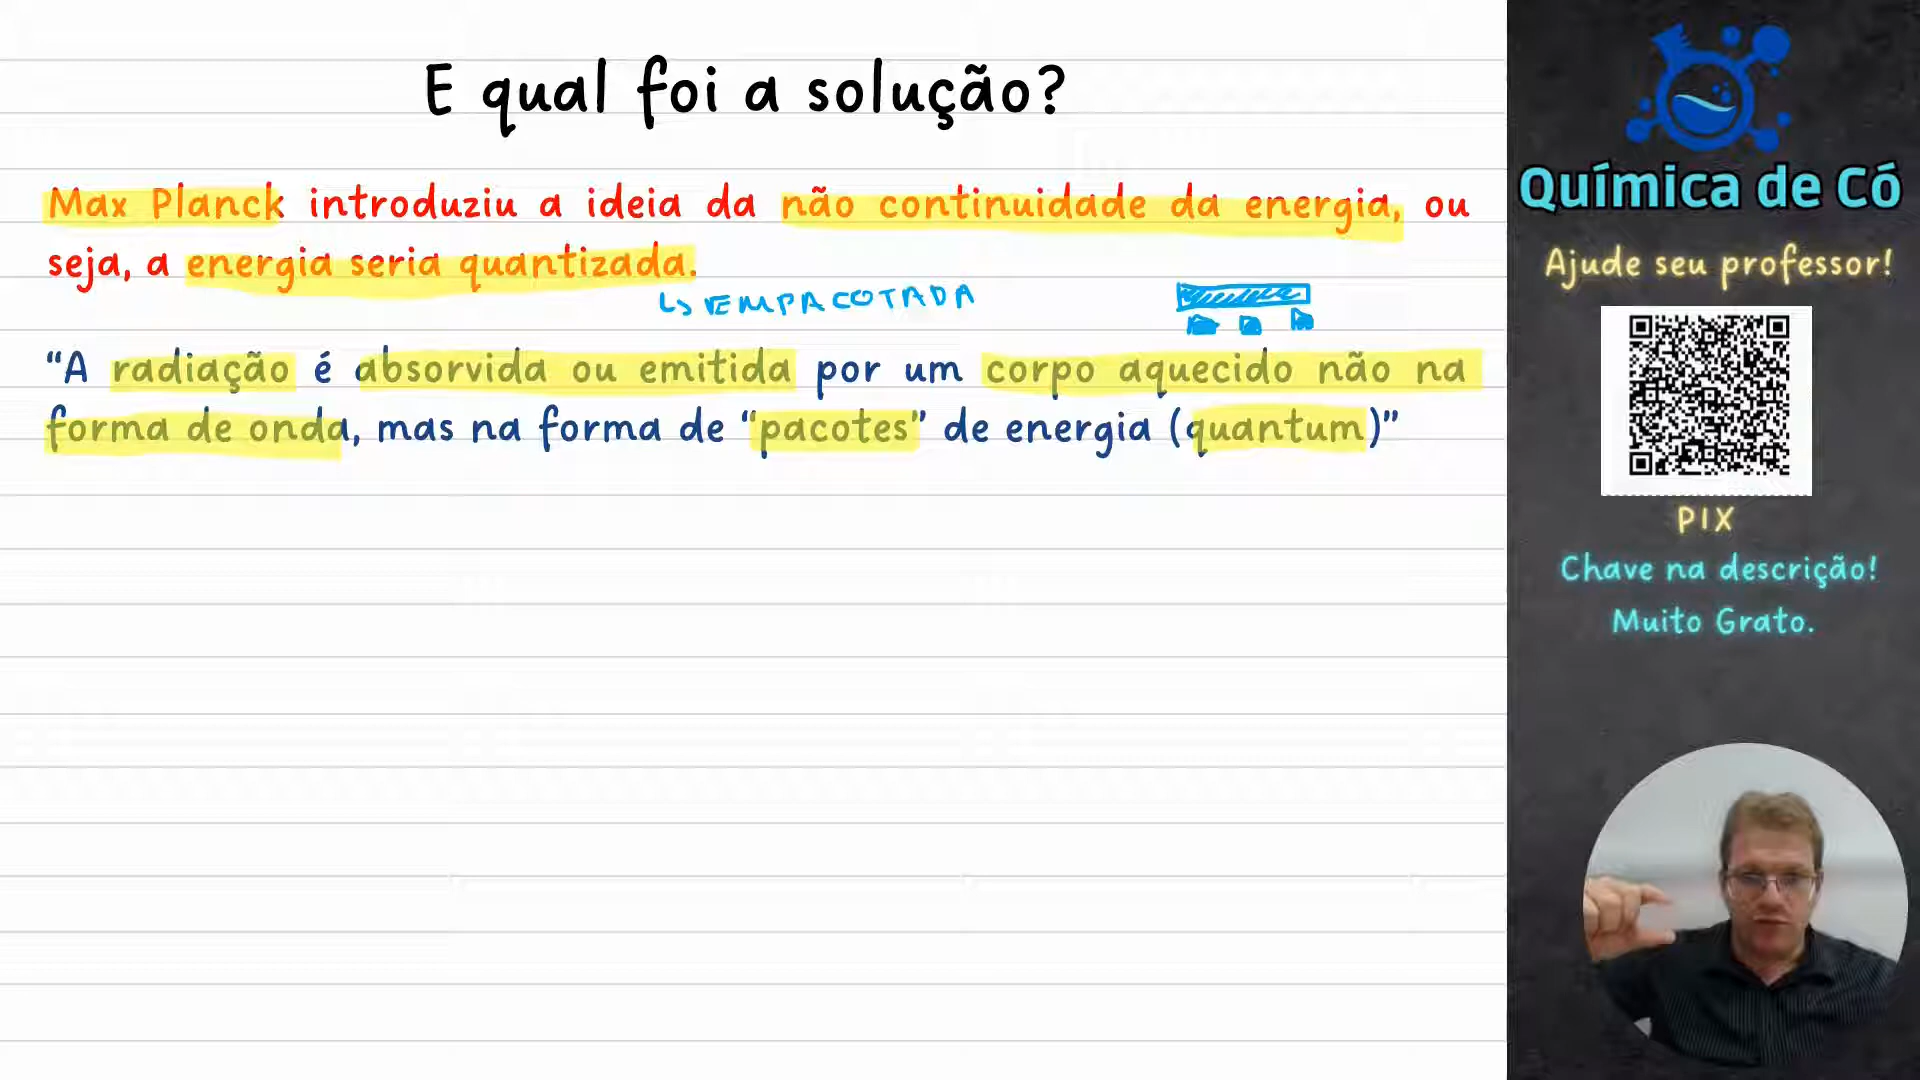 E qual foi a solução?
Max Planck introduziu a ideia da não continuidade da energia, ou
seja, a energia seria quantizada.
↳ EMPACOTADA
“A radiação é absorvida ou emitida por um corpo aquecido não na
forma de onda, mas na forma de “pacotes” de energia (quantum)”
Química de Có
Ajude seu professor!
PIX
Chave na descrição!
Muito Grato.